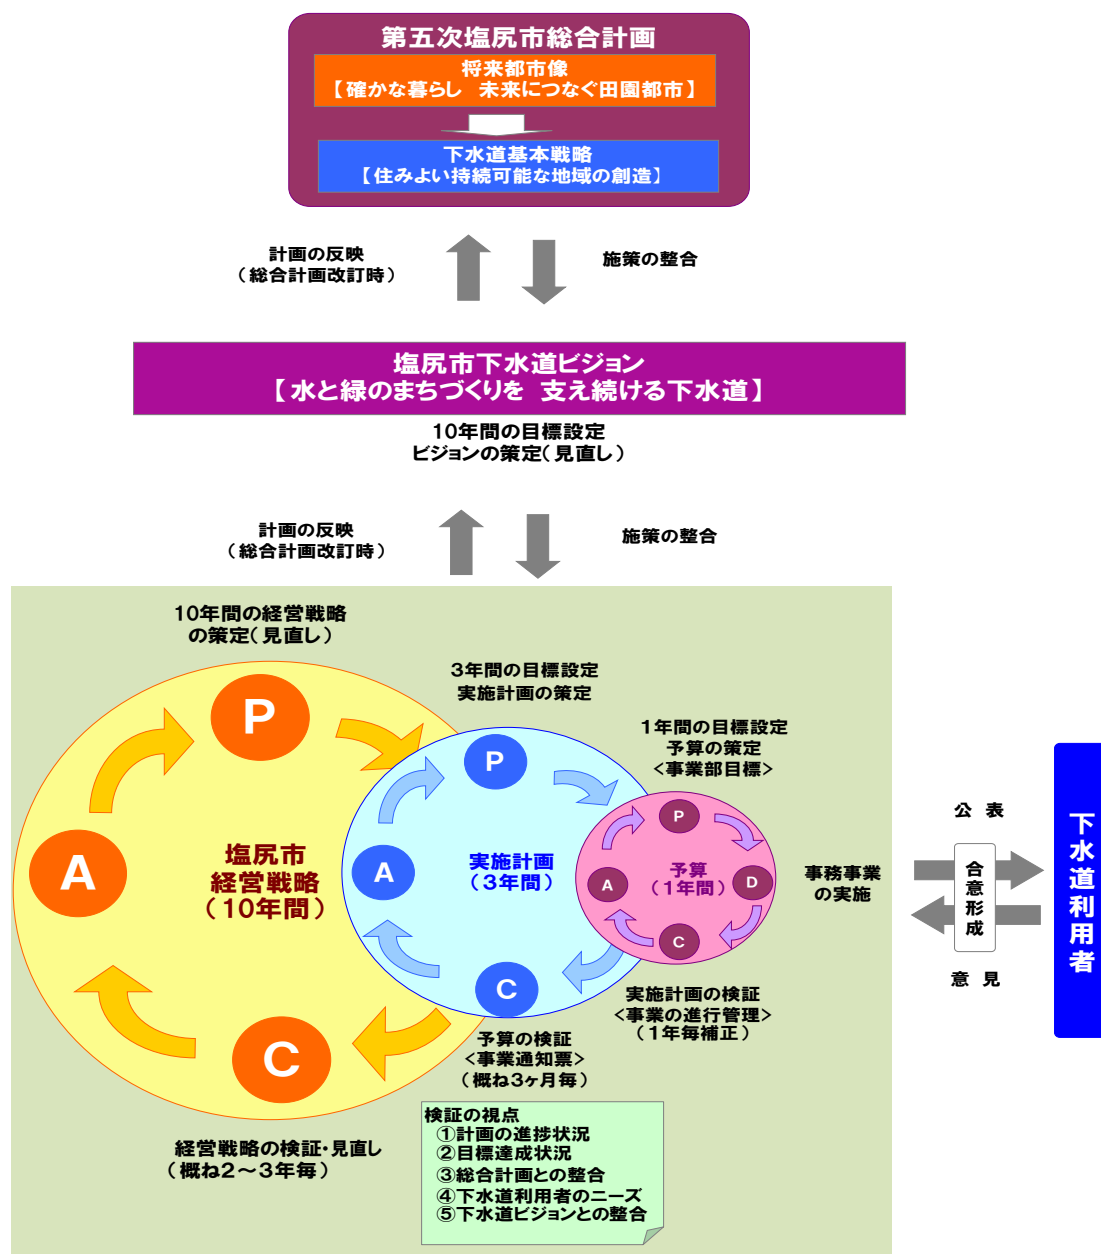 第五次塩尻市総合計画
将来都市像
【確かな暮らし　未来につなぐ田園都市】
下水道基本戦略
【住みよい持続可能な地域の創造】
計画の反映
（総合計画改訂時）
施策の整合
塩尻市下水道ビジョン
【水と緑のまちづくりを　支え続ける下水道】
10年間の目標設定
ビジョンの策定（見直し）
計画の反映
（総合計画改訂時）
施策の整合
10年間の経営戦略
の策定（見直し）
3年間の目標設定
実施計画の策定
1年間の目標設定
予算の策定
<事業部目標>
P
A
C
塩尻市
経営戦略
（10年間）
P
A
C
実施計画
（3年間）
P
A
D
C
予算
（1年間）
事務事業
の実施
公 表
合意形成
意 見
下水道利用者
実施計画の検証
<事業の進行管理>
（1年毎補正）
予算の検証
<事業通知票>
（概ね3ヶ月毎）
経営戦略の検証・見直し
（概ね2～3年毎）
検証の視点
①計画の進捗状況
②目標達成状況
③総合計画との整合
④下水道利用者のニーズ
⑤下水道ビジョンとの整合